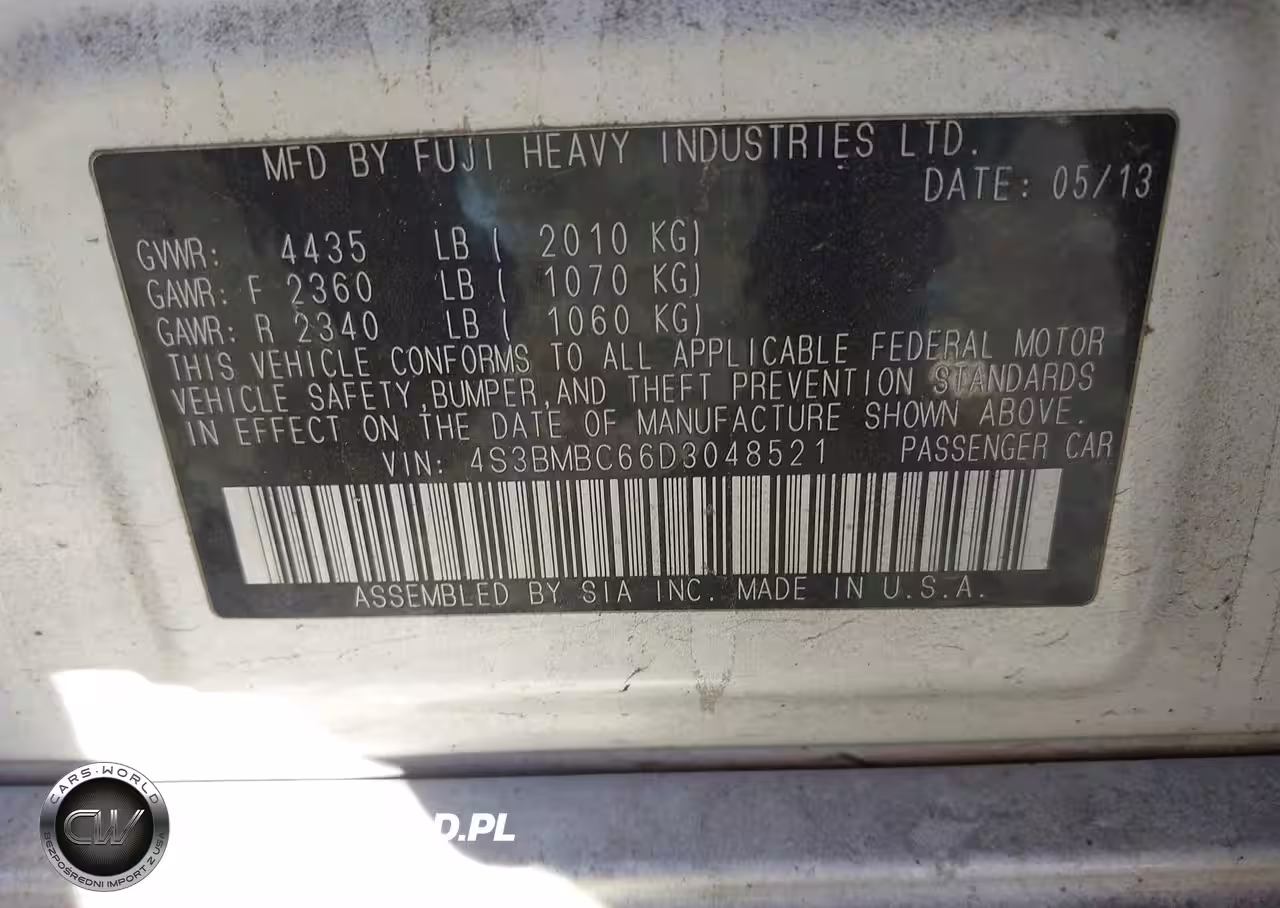 MFD BY FUJI HEAVY INDUSTRIES LTD.
DATE: 05/13
GVWR: 4435 LB ( 2010 KG)
GAWR: F 2360 LB ( 1070 KG)
GAWR: R 2340 LB ( 1060 KG)
THIS VEHICLE CONFORMS TO ALL APPLICABLE FEDERAL MOTOR
VEHICLE SAFETY,BUMPER,AND THEFT PREVENTION STANDARDS
IN EFFECT ON THE DATE OF MANUFACTURE SHOWN ABOVE.
VIN: 4S3BMBC66D3048521 PASSENGER CAR
ASSEMBLED BY SIA INC. MADE IN U.S.A.
CARS-WORLD
CW
BEZPOŚREDNI IMPORT Z USA
D.PL